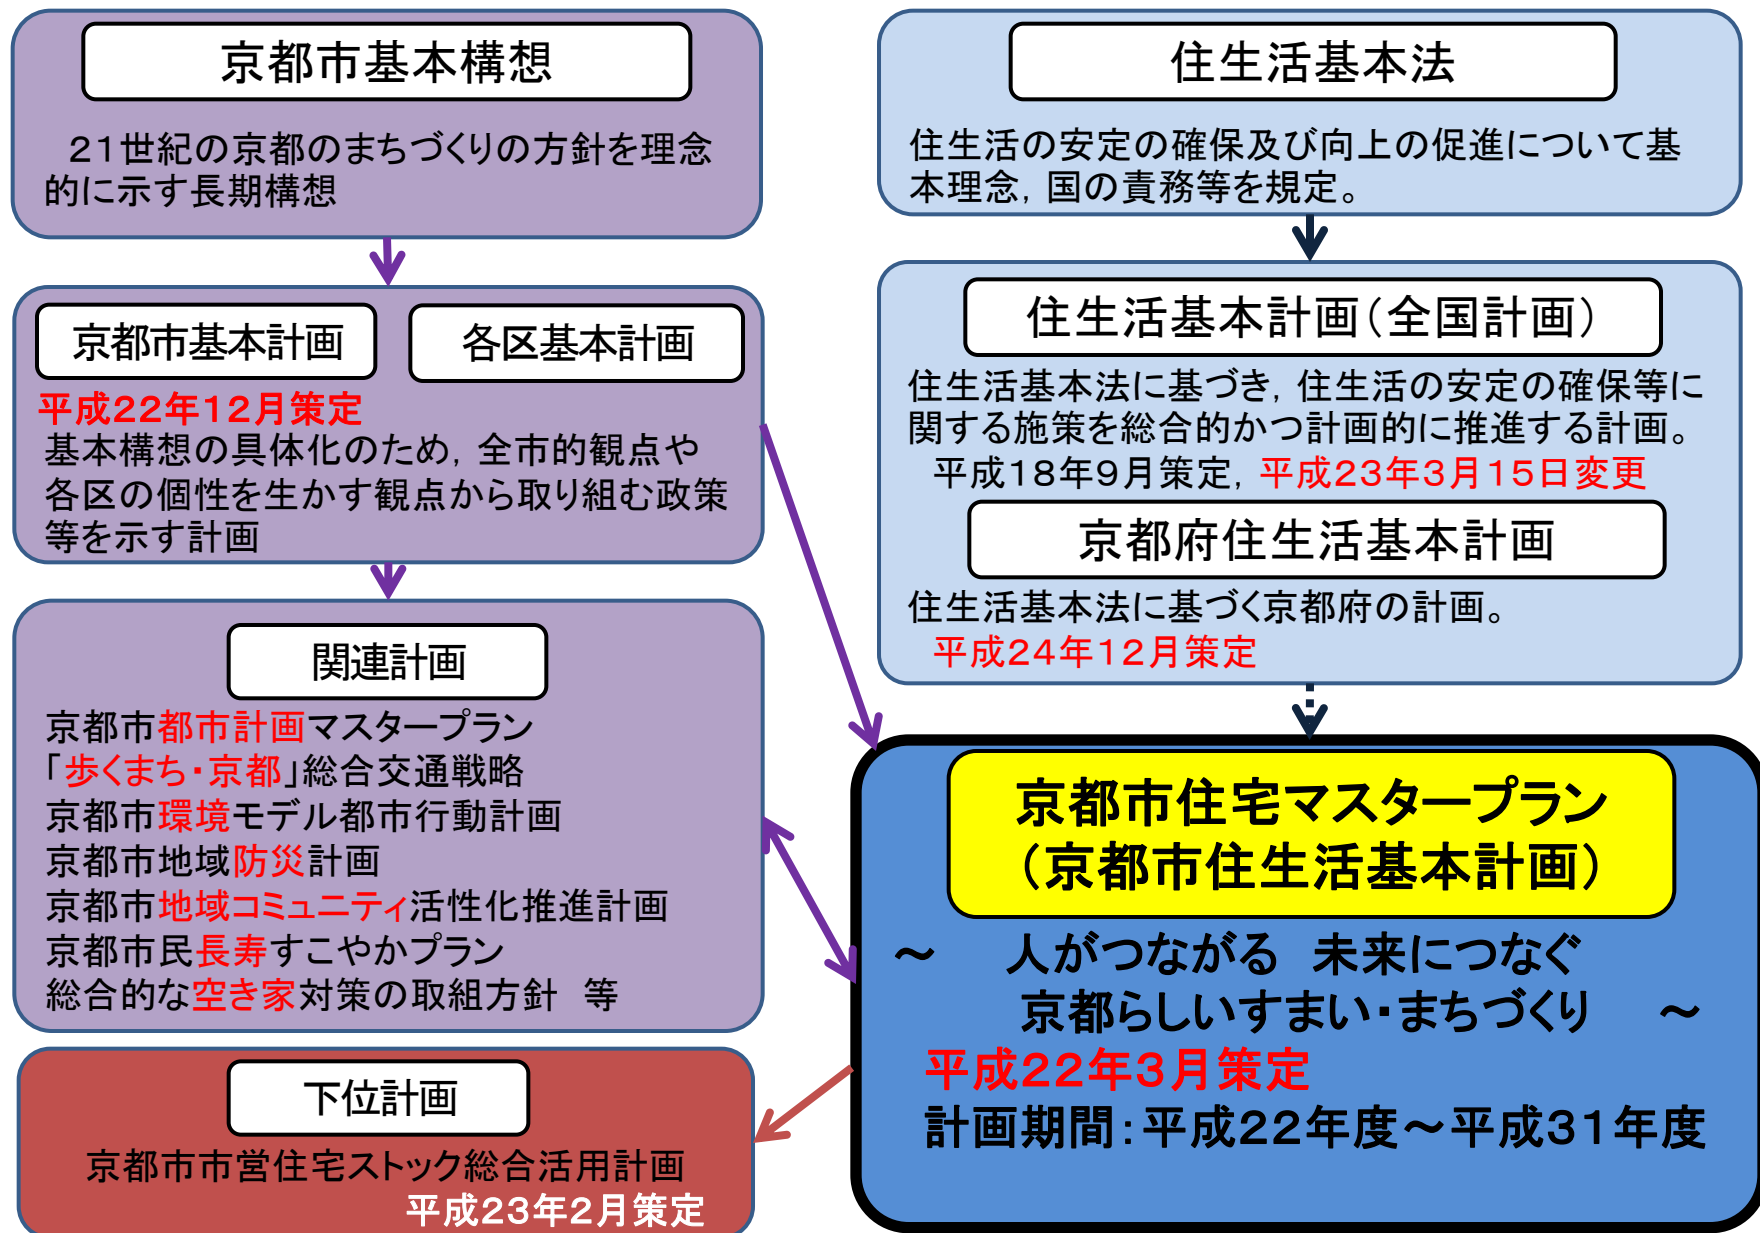 京都市基本構想
21世紀の京都のまちづくりの方針を理念
的に示す長期構想
京都市基本計画
各区基本計画
平成22年12月策定
基本構想の具体化のため,全市的観点や
各区の個性を生かす観点から取り組む政策
等を示す計画
関連計画
京都市都市計画マスタープラン
「歩くまち・京都」総合交通戦略
京都市環境モデル都市行動計画
京都市地域防災計画
京都市地域コミュニティ活性化推進計画
京都市民長寿すこやかプラン
総合的な空き家対策の取組方針 等
下位計画
京都市市営住宅ストック総合活用計画
平成23年2月策定
住生活基本法
住生活の安定の確保及び向上の促進について基
本理念,国の責務等を規定。
住生活基本計画(全国計画)
住生活基本法に基づき,住生活の安定の確保等に
関する施策を総合的かつ計画的に推進する計画。
平成18年9月策定,平成23年3月15日変更
京都府住生活基本計画
住生活基本法に基づく京都府の計画。
平成24年12月策定
京都市住宅マスタープラン
(京都市住生活基本計画)
~ 人がつながる 未来につなぐ
京都らしいすまい・まちづくり ~
平成22年3月策定
計画期間:平成22年度~平成31年度